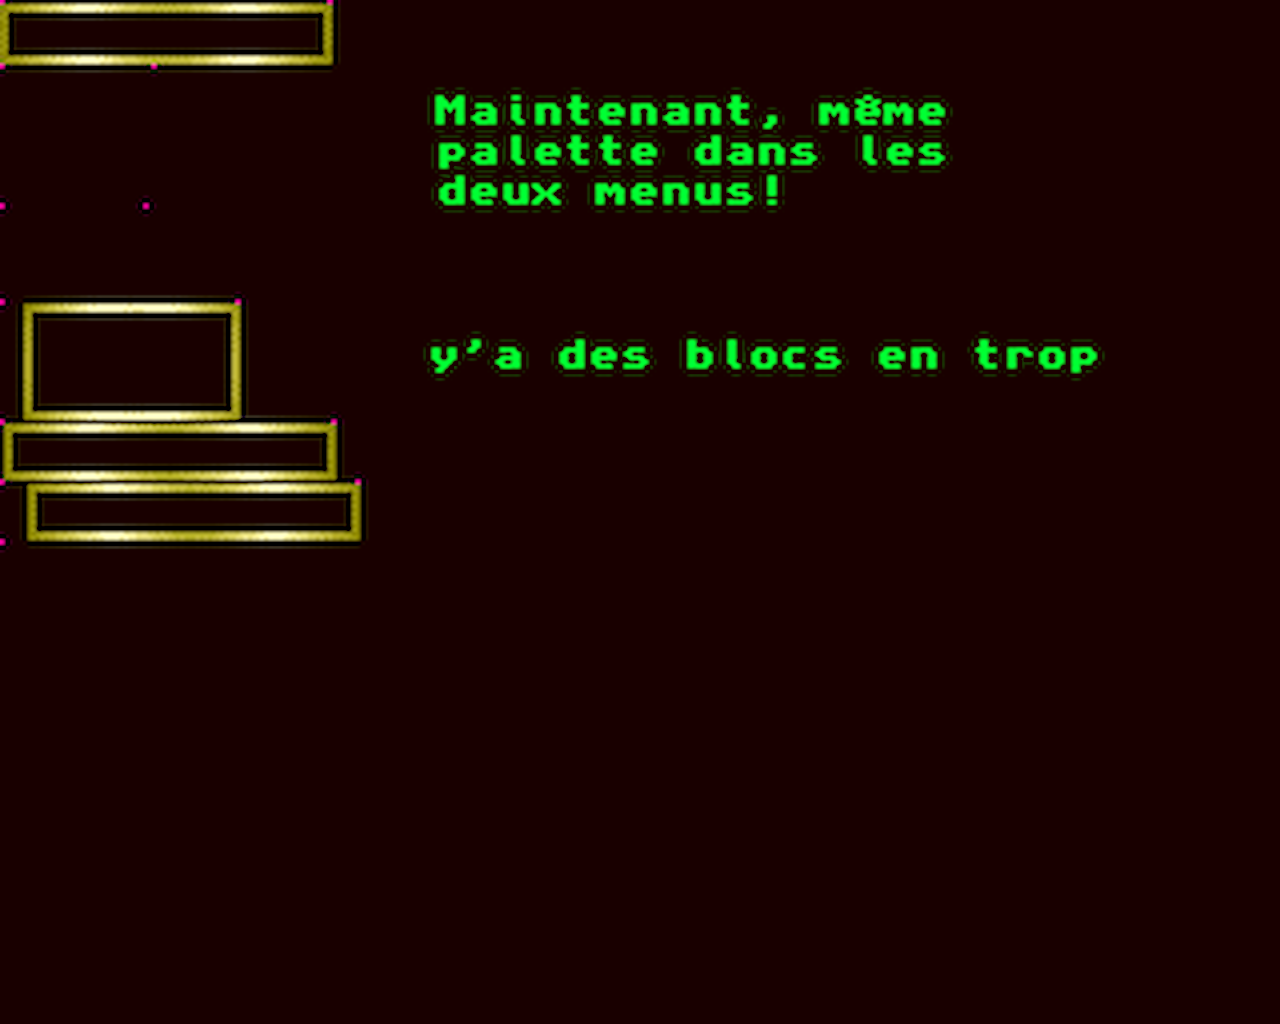 Maintenant, même
palette dans les
deux menus!
y'a des blocs en trop